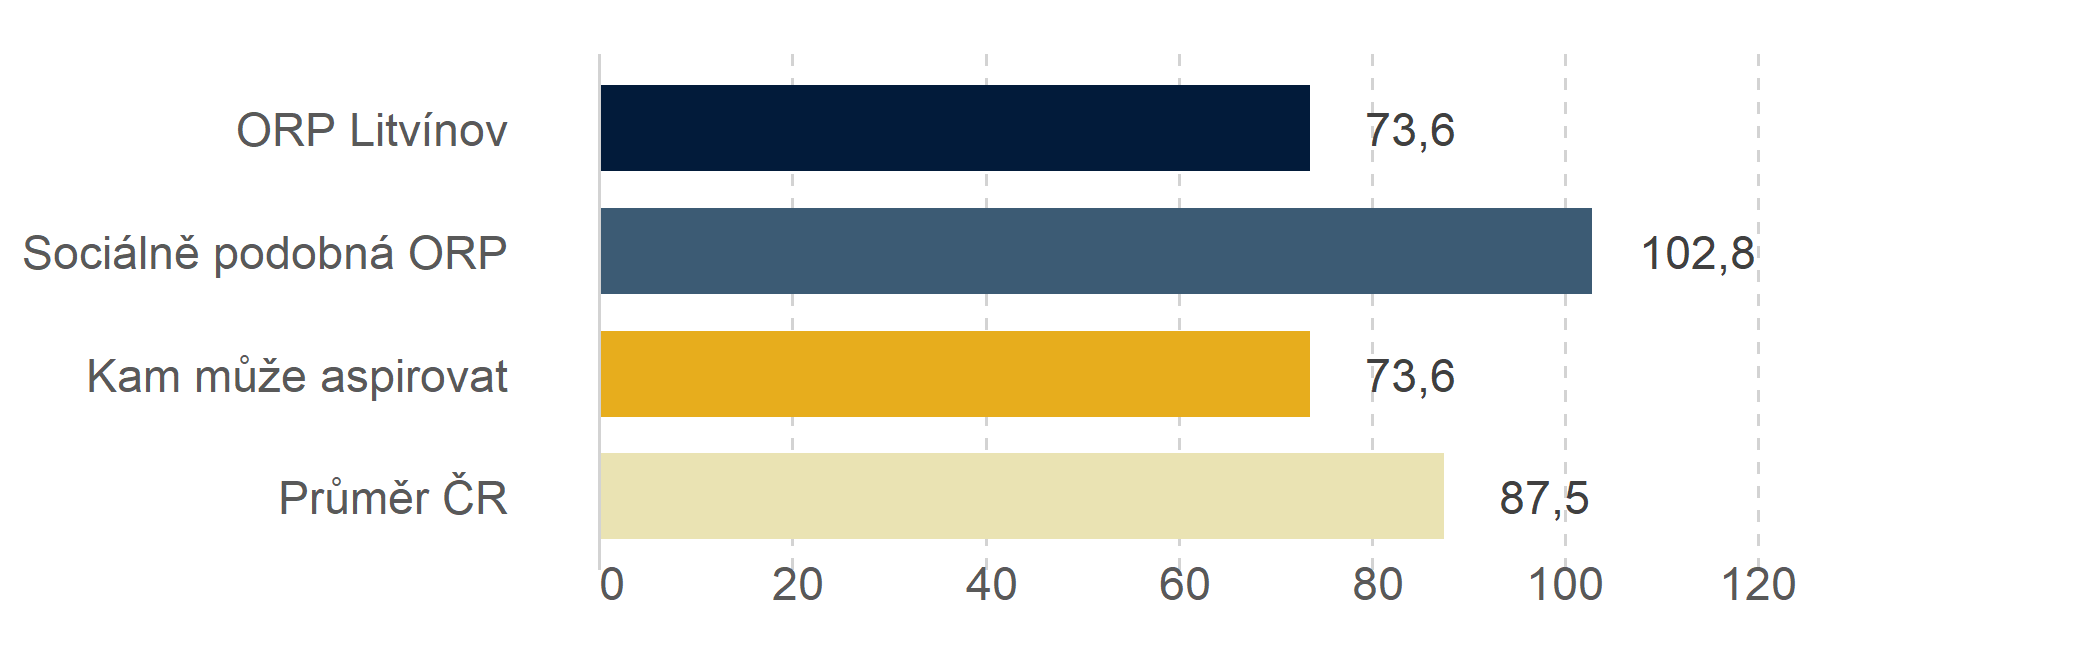 ORP Litvínov
73,6
Sociálně podobná ORP
102,8
Kam může aspirovat
73,6
Průměr ČR
87,5
0 20 40 60 80 100 120